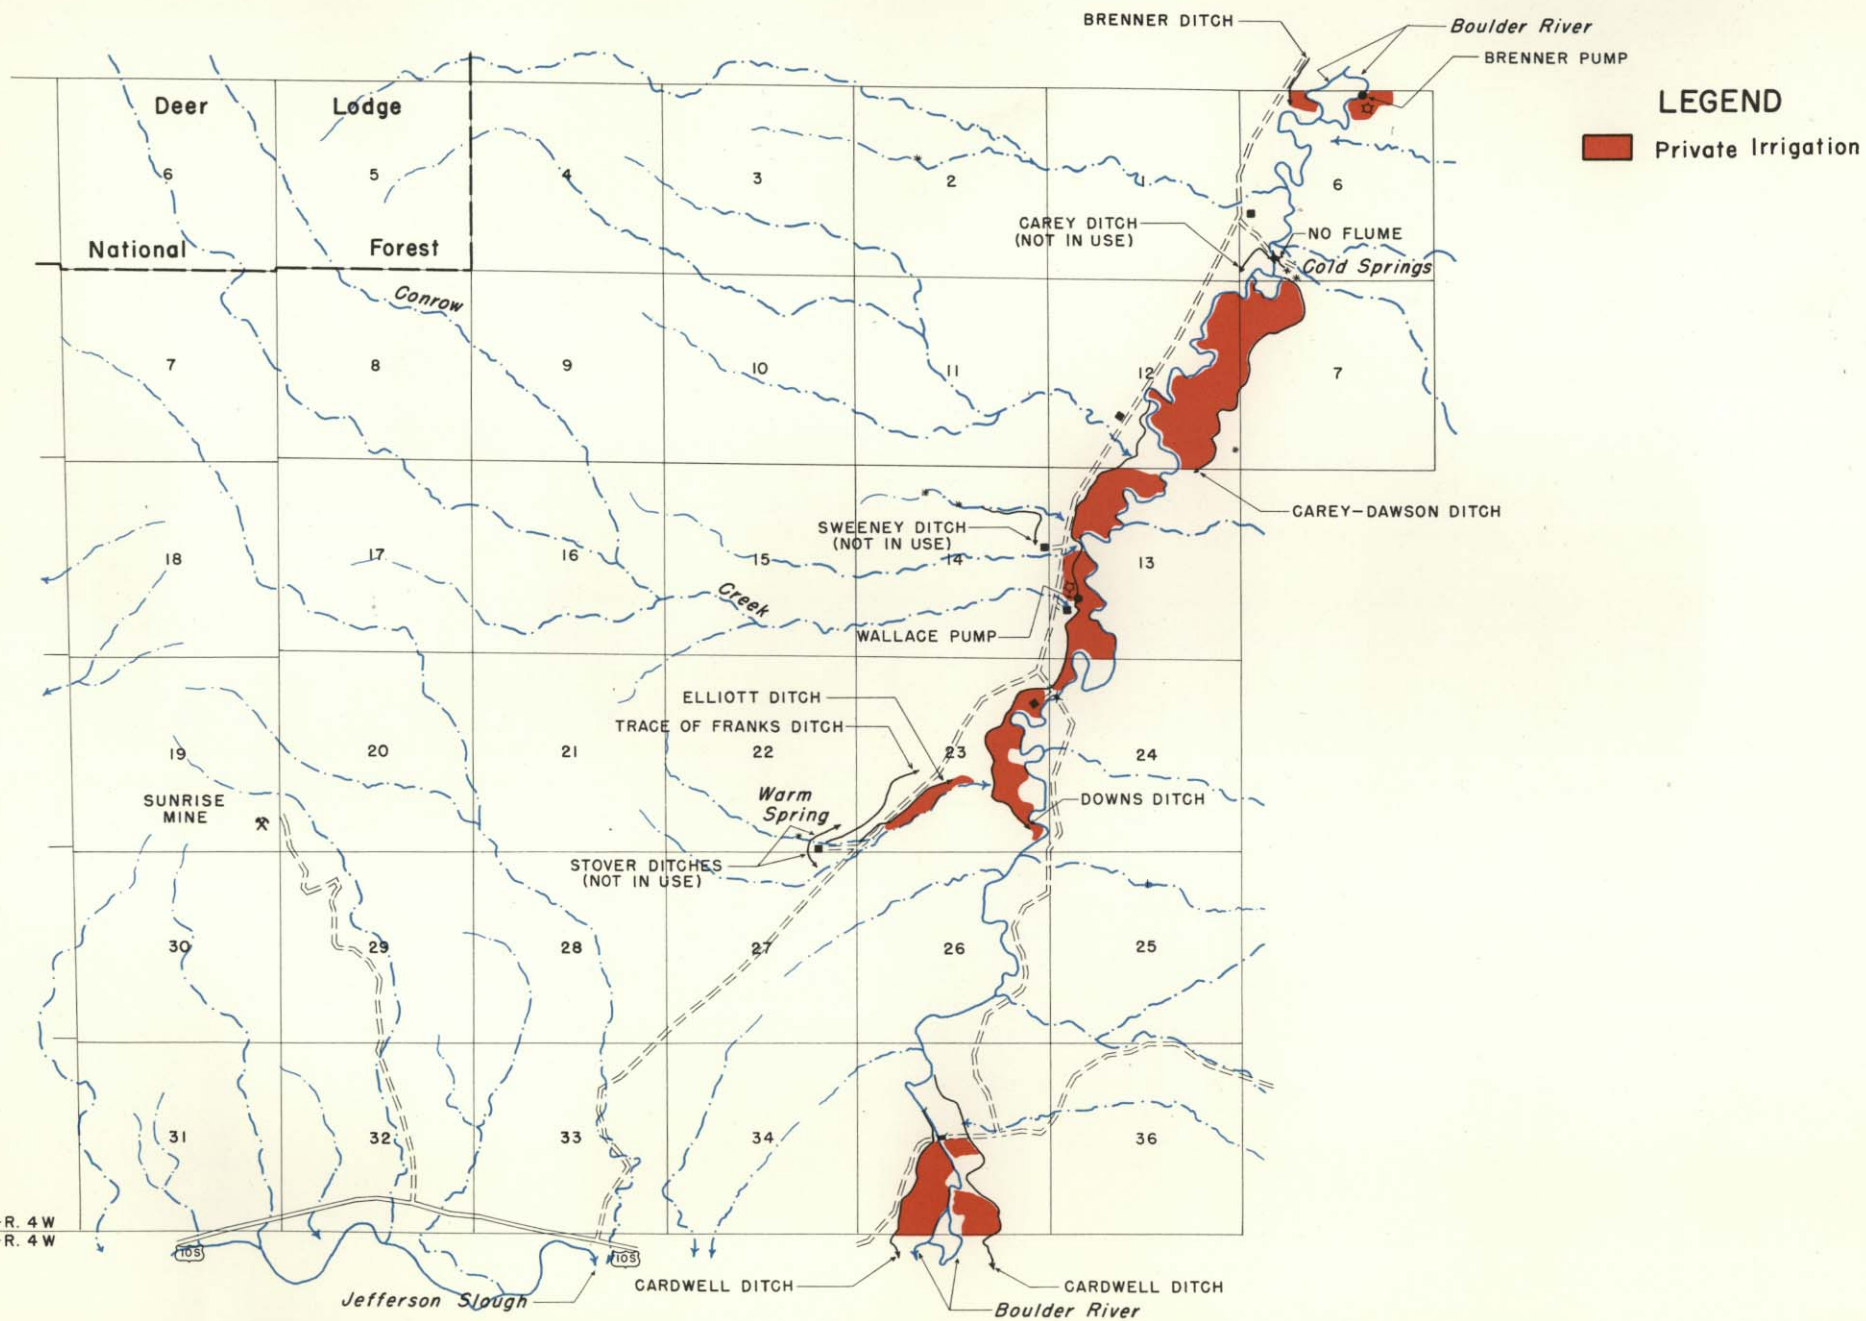 BRENNER DITCH
Boulder River
BRENNER PUMP
LEGEND
Private Irrigation
Deer Lodge
6 5 4 3 2 1 6
CAREY DITCH
(NOT IN USE)
NO FLUME
National Forest
Cold Springs
Conrow
7 8 9 10 11 12 7
CAREY-DAWSON DITCH
SWEENEY DITCH
(NOT IN USE)
18 17 16 15 14 13
Creek
WALLACE PUMP
ELLIOTT DITCH
TRACE OF FRANKS DITCH
19 20 21 22 23 24
SUNRISE
MINE
Warm
Spring
DOWNS DITCH
STOVER DITCHES
(NOT IN USE)
30 29 28 27 26 25
31 32 33 34 36
R. 4 W
R. 4 W
10S
10S
CARDWELL DITCH
CARDWELL DITCH
Jefferson Slough
Boulder River